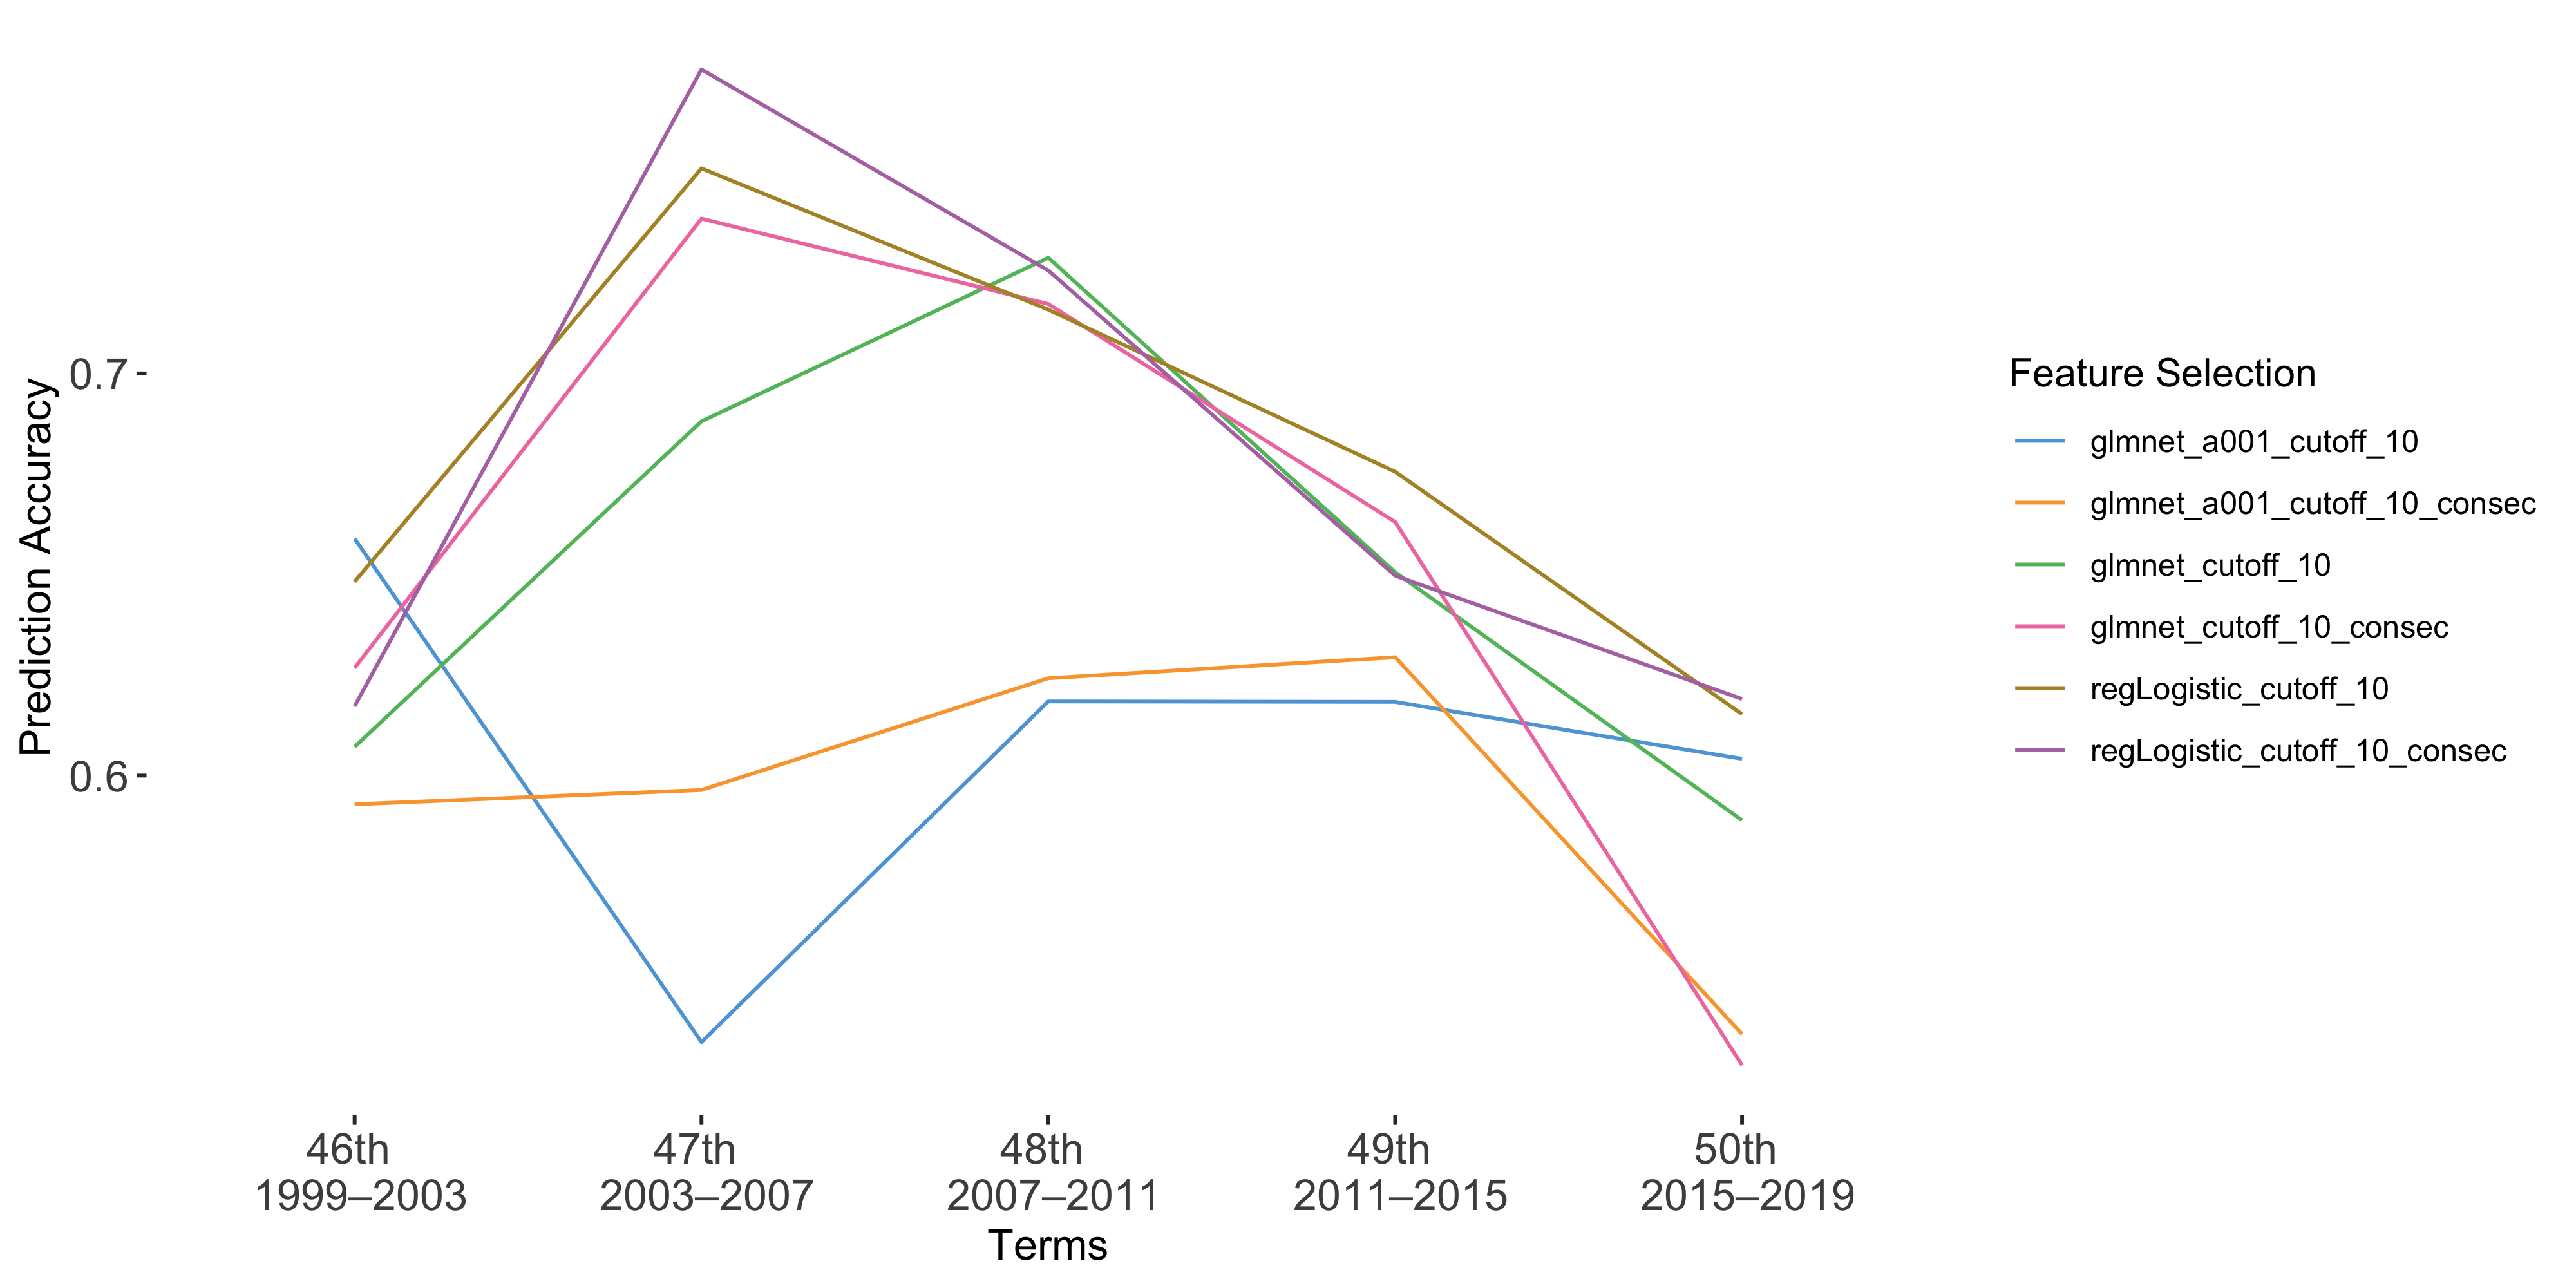 Prediction Accuracy
0.7
0.6
46th
1999–2003
47th
2003–2007
48th
2007–2011
49th
2011–2015
50th
2015–2019
Terms
Feature Selection
glmnet_a001_cutoff_10
glmnet_a001_cutoff_10_consec
glmnet_cutoff_10
glmnet_cutoff_10_consec
regLogistic_cutoff_10
regLogistic_cutoff_10_consec